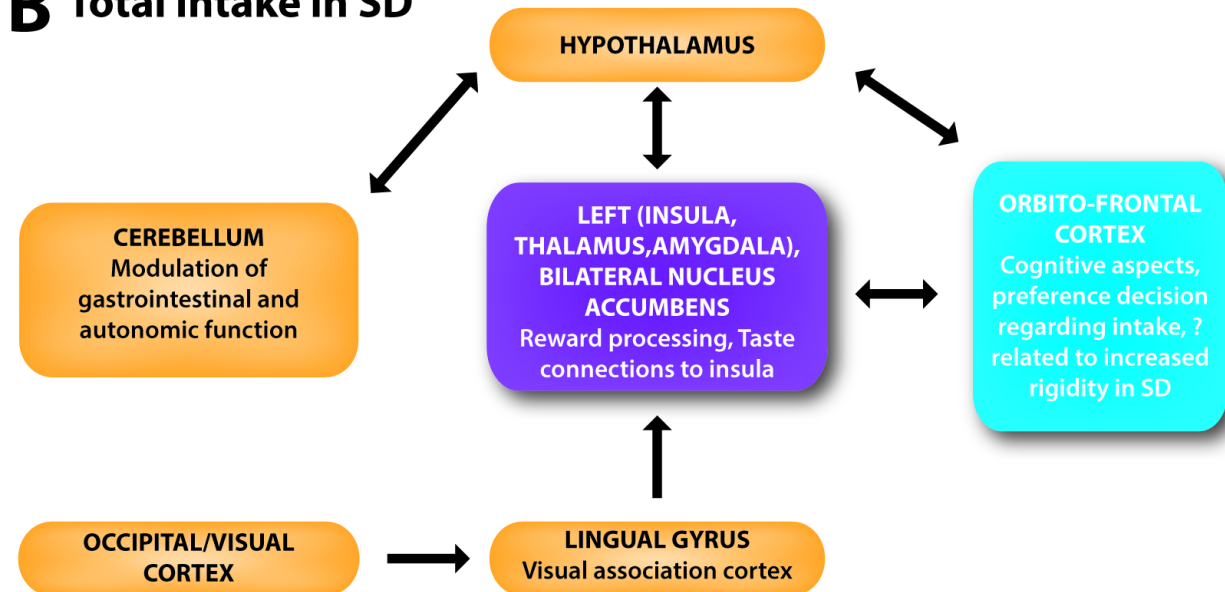 B Total Intake in SD
HYPOTHALAMUS
CEREBELLUM
Modulation of
gastrointestinal and
autonomic function
LEFT (INSULA,
THALAMUS,AMYGDALA),
BILATERAL NUCLEUS
ACCUMBENS
Reward processing, Taste
connections to insula
ORBITO-FRONTAL
CORTEX
Cognitive aspects,
preference decision
regarding intake, ?
related to increased
rigidity in SD
OCCIPITAL/VISUAL
CORTEX
LINGUAL GYRUS
Visual association cortex